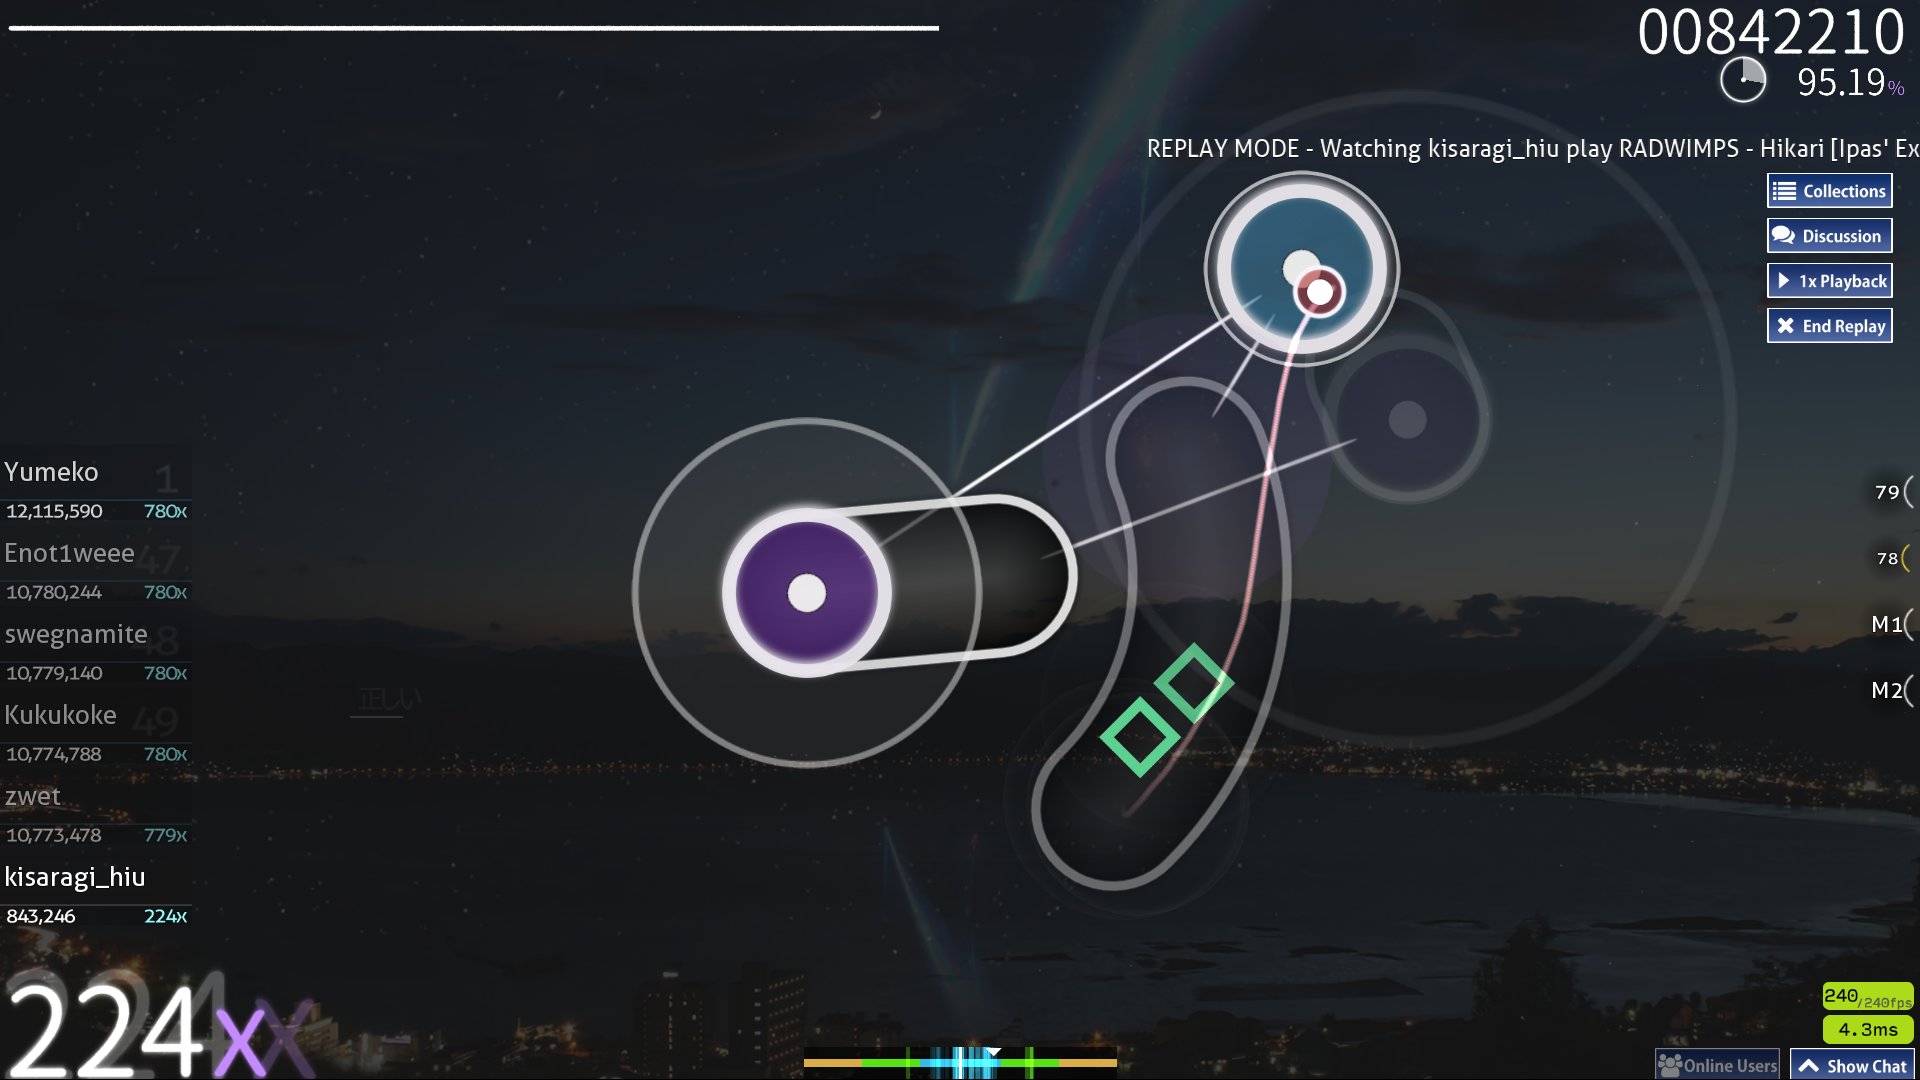 00842210
95.19%
REPLAY MODE - Watching kisaragi_hiu play RADWIMPS - Hikari [Ipas' Ex
Collections
Discussion
1x Playback
End Replay
Yumeko 1
12,115,590 780x
Enot1weee 47
10,780,244 780x
swegnamite 48
10,779,140 780x
Kukukoke 49
10,774,788 780x
zwet
10,773,478 779x
kisaragi_hiu
843,246 224x
正しい
79
78
M1
M2
224x
240/240fps
4.3ms
Online Users
Show Chat